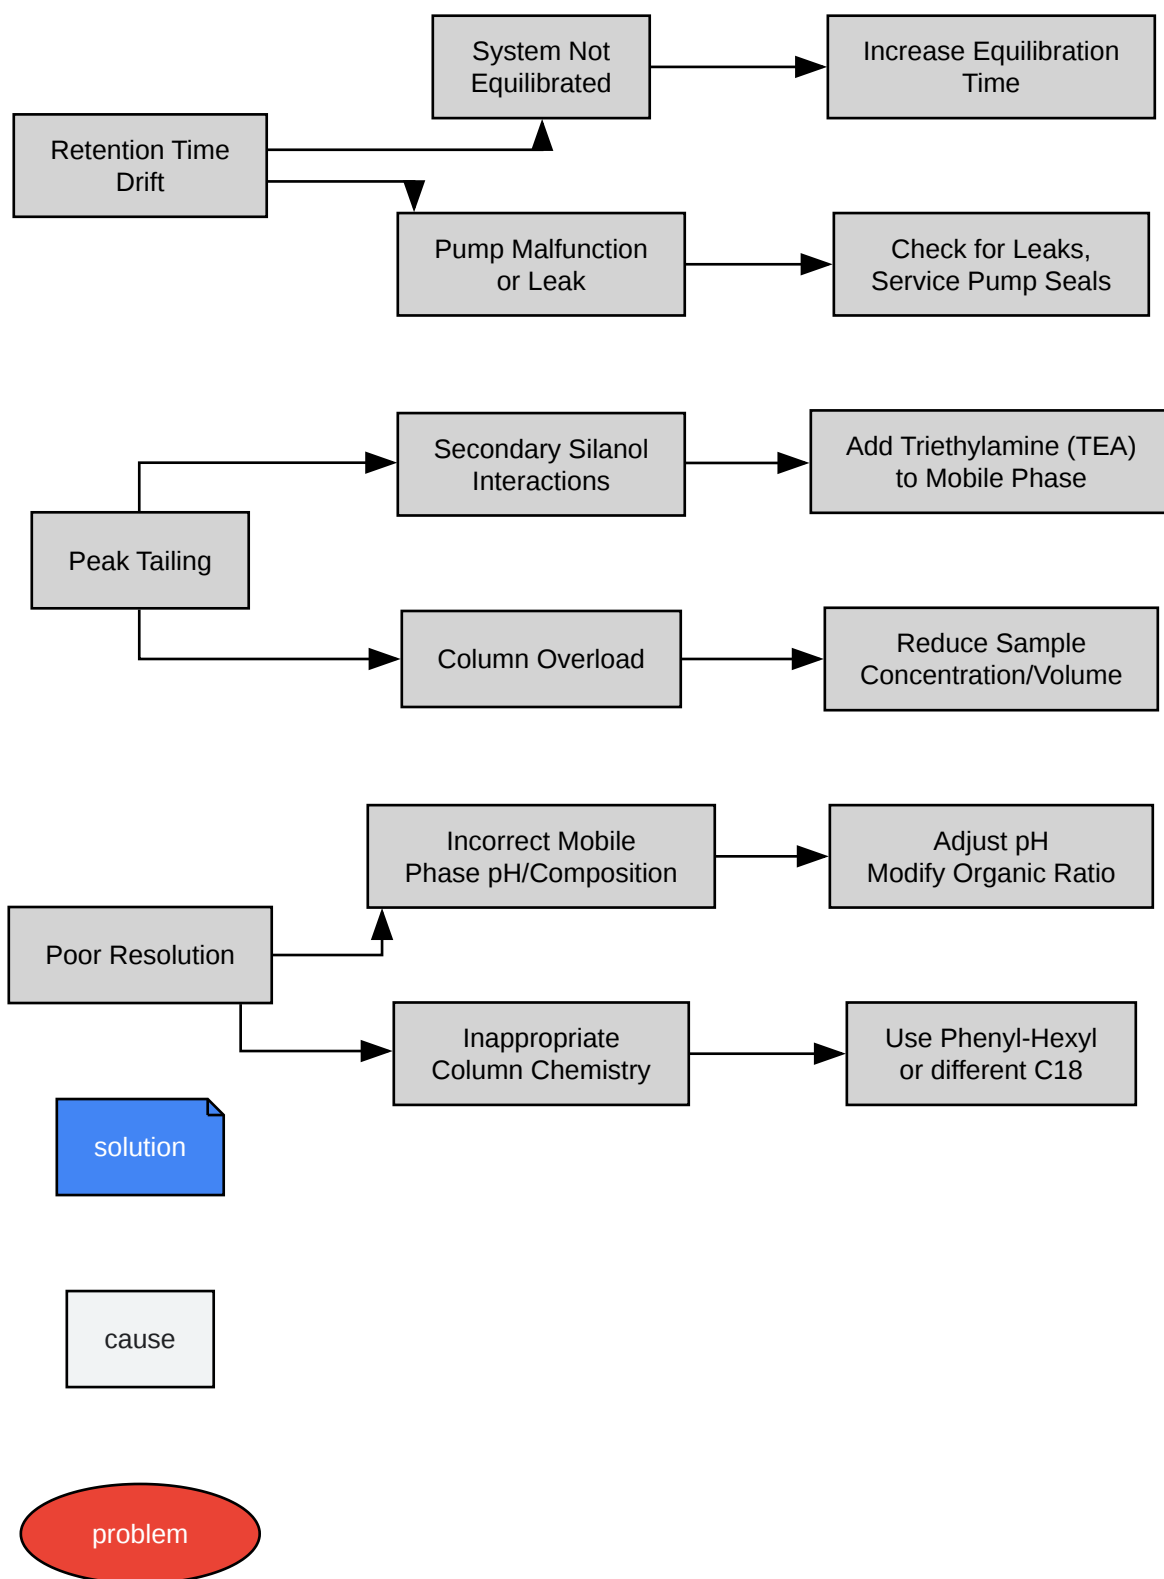 System Not
Equilibrated
Increase Equilibration
Time
Retention Time
Drift
Pump Malfunction
or Leak
Check for Leaks,
Service Pump Seals
Secondary Silanol
Interactions
Add Triethylamine (TEA)
to Mobile Phase
Peak Tailing
Column Overload
Reduce Sample
Concentration/Volume
Incorrect Mobile
Phase pH/Composition
Adjust pH
Modify Organic Ratio
Poor Resolution
Inappropriate
Column Chemistry
Use Phenyl-Hexyl
or different C18
solution
cause
problem